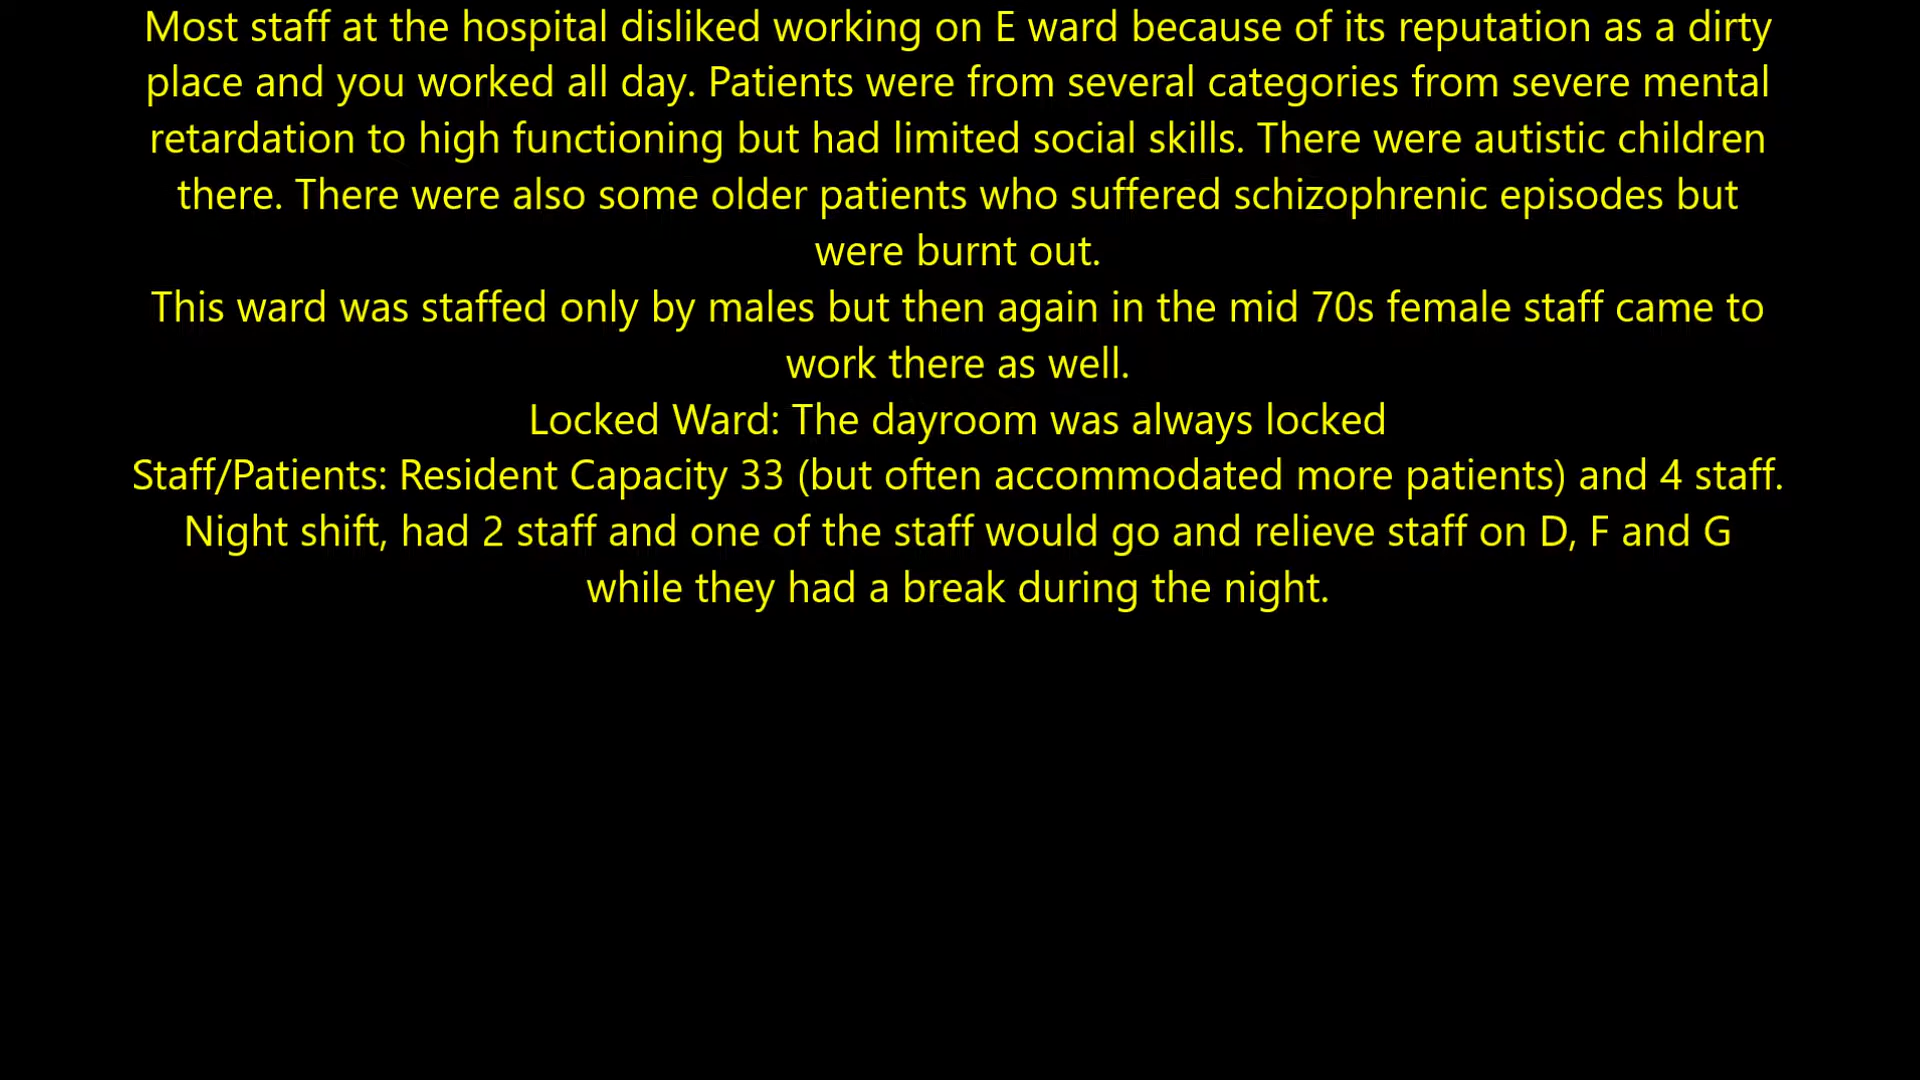 Most staff at the hospital disliked working on E ward because of its reputation as a dirty
place and you worked all day. Patients were from several categories from severe mental
retardation to high functioning but had limited social skills. There were autistic children
there. There were also some older patients who suffered schizophrenic episodes but
were burnt out.
This ward was staffed only by males but then again in the mid 70s female staff came to
work there as well.
Locked Ward: The dayroom was always locked
Staff/Patients: Resident Capacity 33 (but often accommodated more patients) and 4 staff.
Night shift, had 2 staff and one of the staff would go and relieve staff on D, F and G
while they had a break during the night.